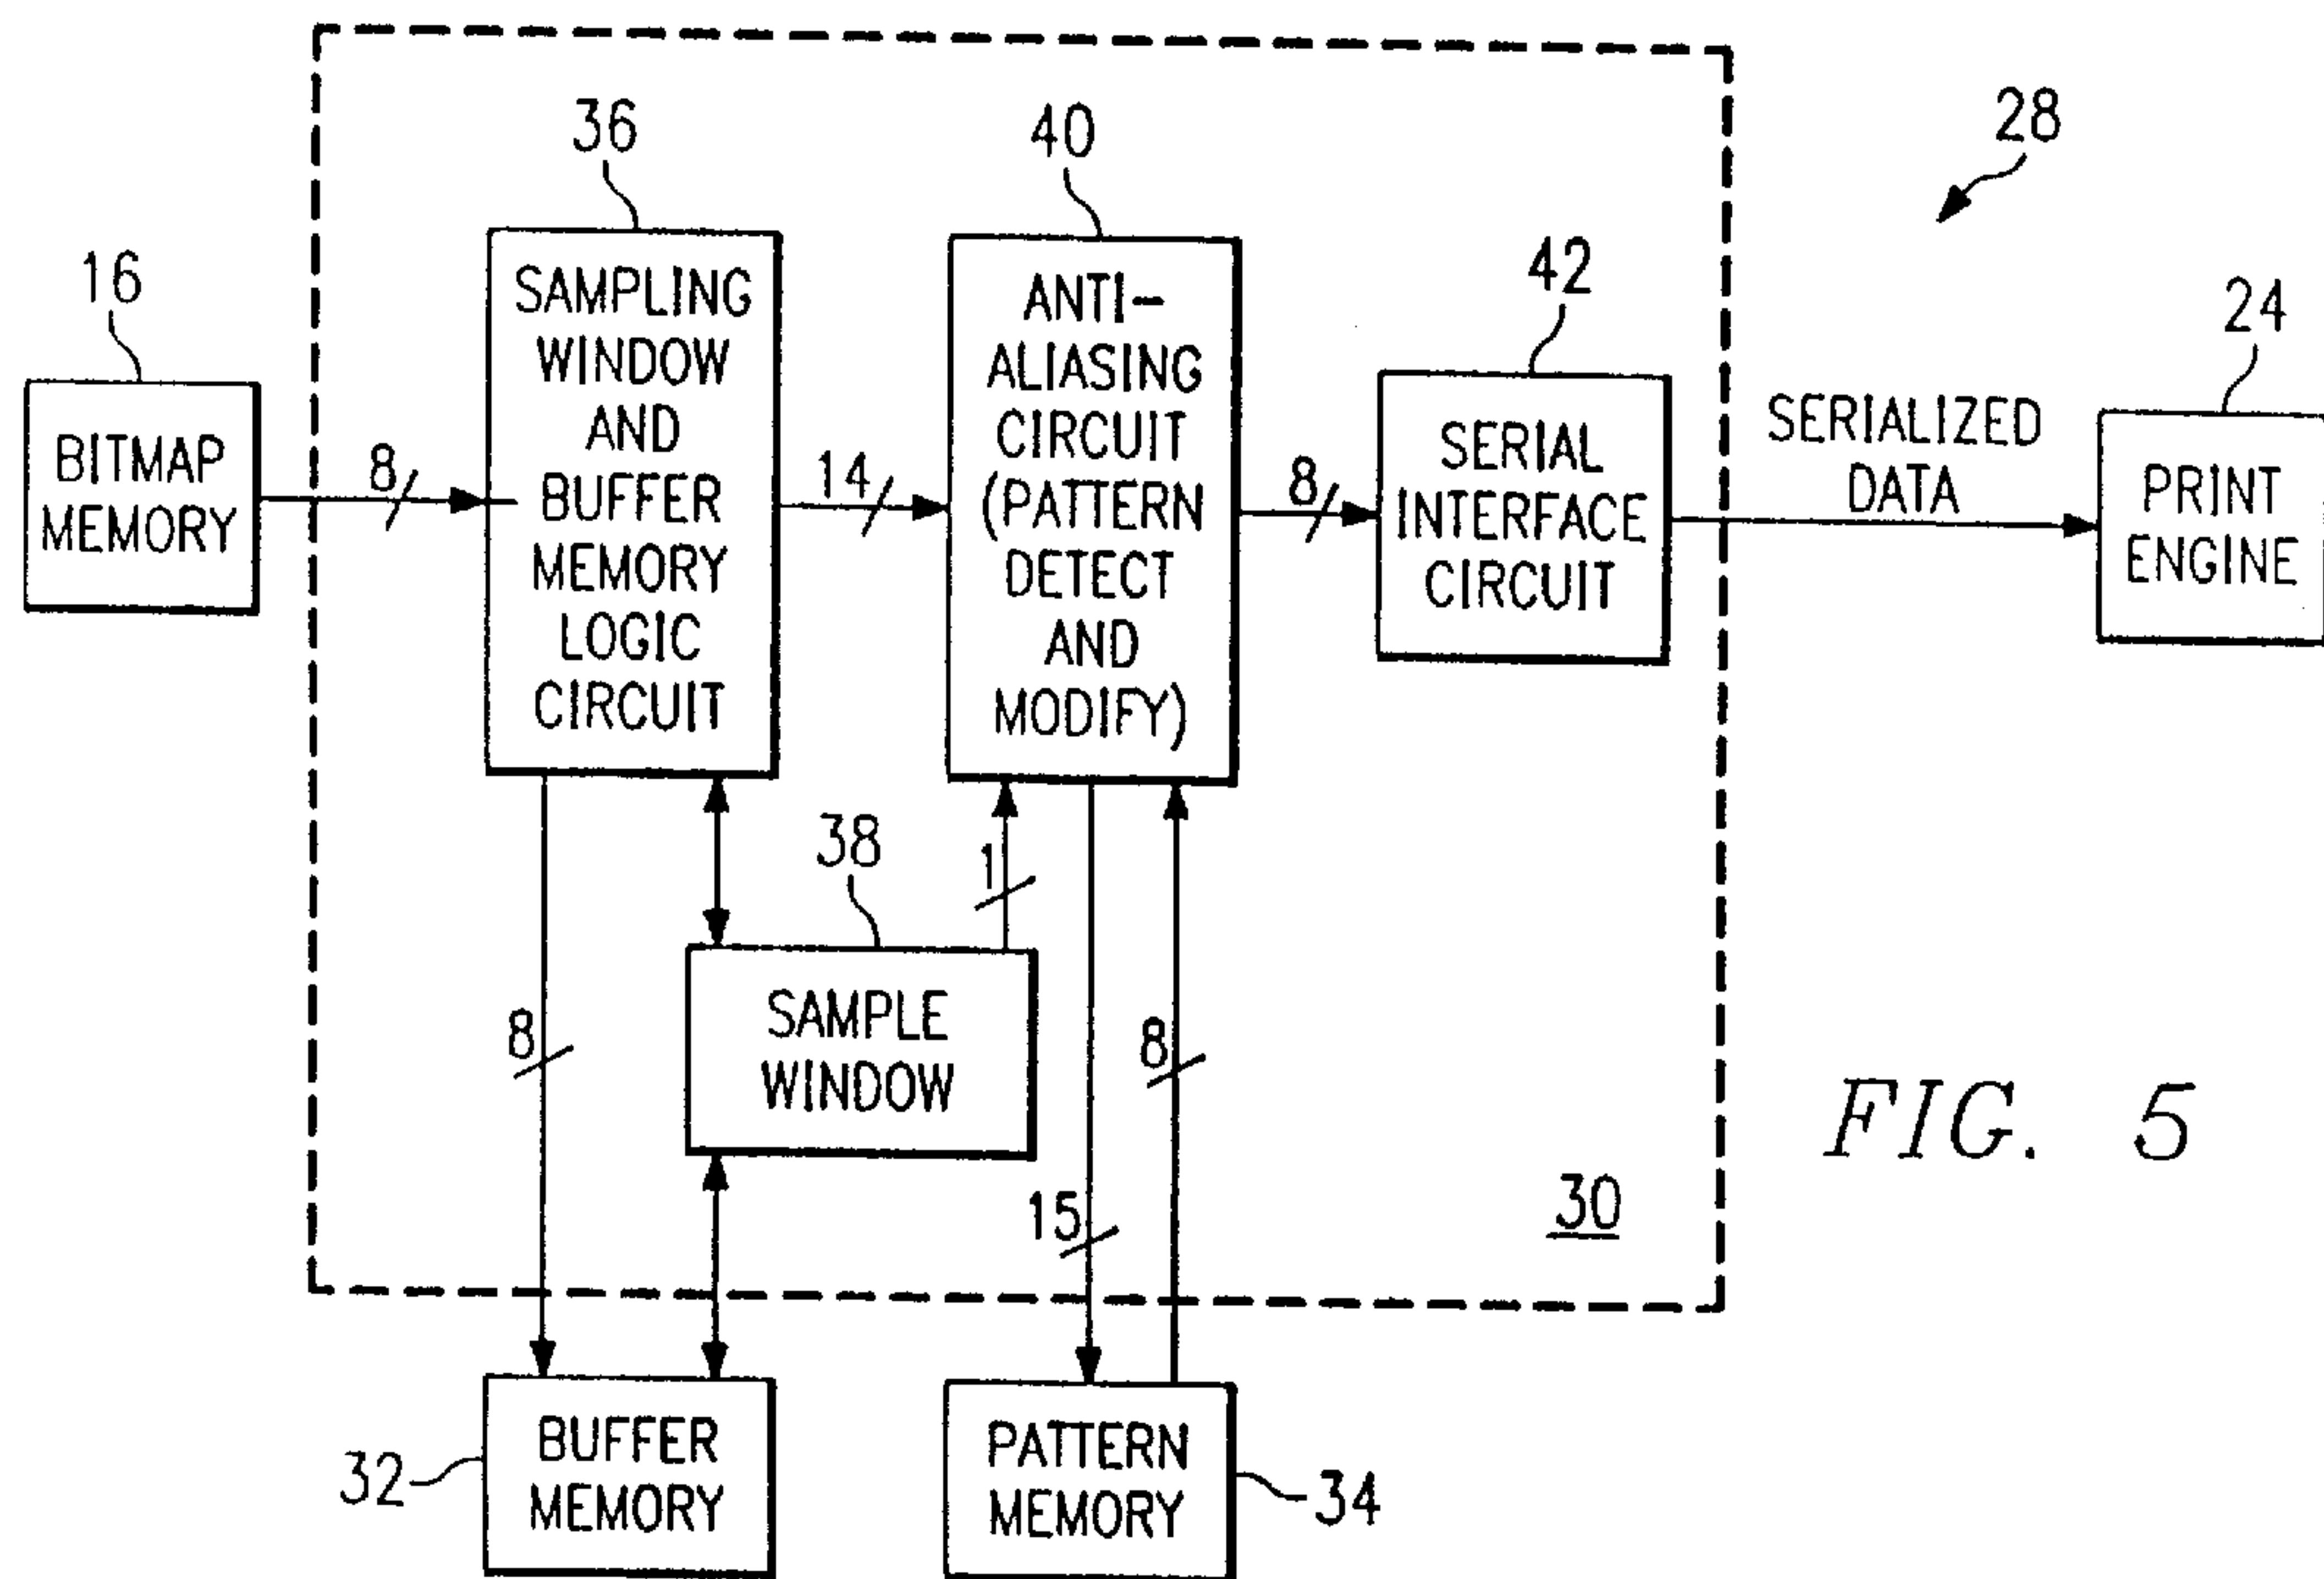 36
40
28
16
42
24
SAMPLING
WINDOW
AND
BUFFER
MEMORY
LOGIC
CIRCUIT
ANTI-
ALIASING
CIRCUIT
(PATTERN
DETECT
AND
MODIFY)
BITMAP
MEMORY
8
14
8
SERIAL
INTERFACE
CIRCUIT
SERIALIZED
DATA
PRINT
ENGINE
38
1
SAMPLE
WINDOW
8
8
15
30
FIG. 5
32
BUFFER
MEMORY
PATTERN
MEMORY
34